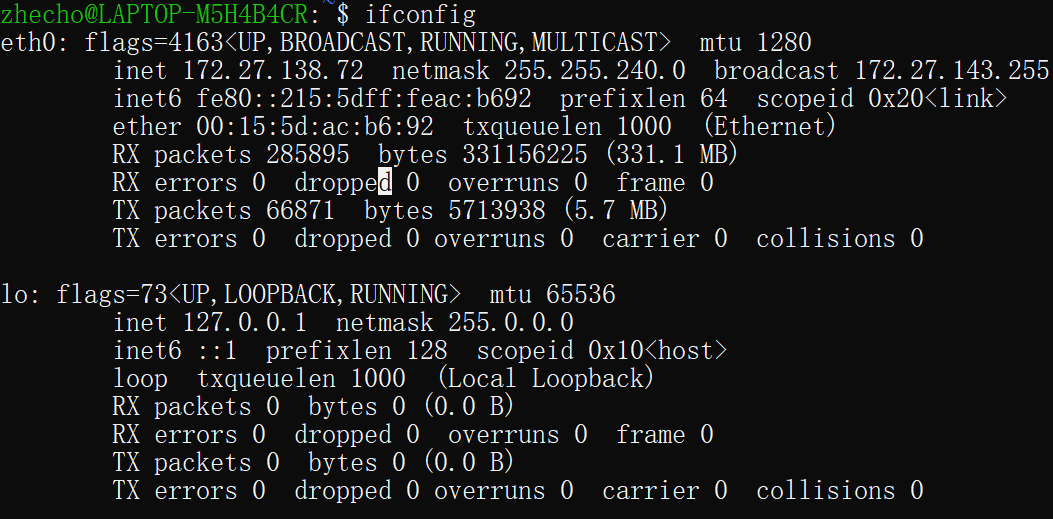 zhecho@LAPTOP-M5H4B4CR:~$ ifconfig
eth0: flags=4163<UP,BROADCAST,RUNNING,MULTICAST>  mtu 1280
        inet 172.27.138.72  netmask 255.255.240.0  broadcast 172.27.143.255
        inet6 fe80::215:5dff:feac:b692  prefixlen 64  scopeid 0x20<link>
        ether 00:15:5d:ac:b6:92  txqueuelen 1000  (Ethernet)
        RX packets 285895  bytes 331156225 (331.1 MB)
        RX errors 0  dropped 0  overruns 0  frame 0
        TX packets 66871  bytes 5713938 (5.7 MB)
        TX errors 0  dropped 0 overruns 0  carrier 0  collisions 0

lo: flags=73<UP,LOOPBACK,RUNNING>  mtu 65536
        inet 127.0.0.1  netmask 255.0.0.0
        inet6 ::1  prefixlen 128  scopeid 0x10<host>
        loop  txqueuelen 1000  (Local Loopback)
        RX packets 0  bytes 0 (0.0 B)
        RX errors 0  dropped 0  overruns 0  frame 0
        TX packets 0  bytes 0 (0.0 B)
        TX errors 0  dropped 0 overruns 0  carrier 0  collisions 0